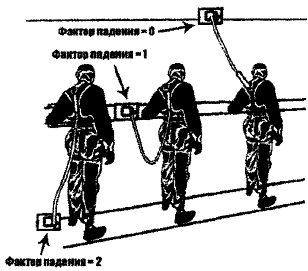 Фактор падения = 0
Фактор падения = 1
Фактор падения = 2